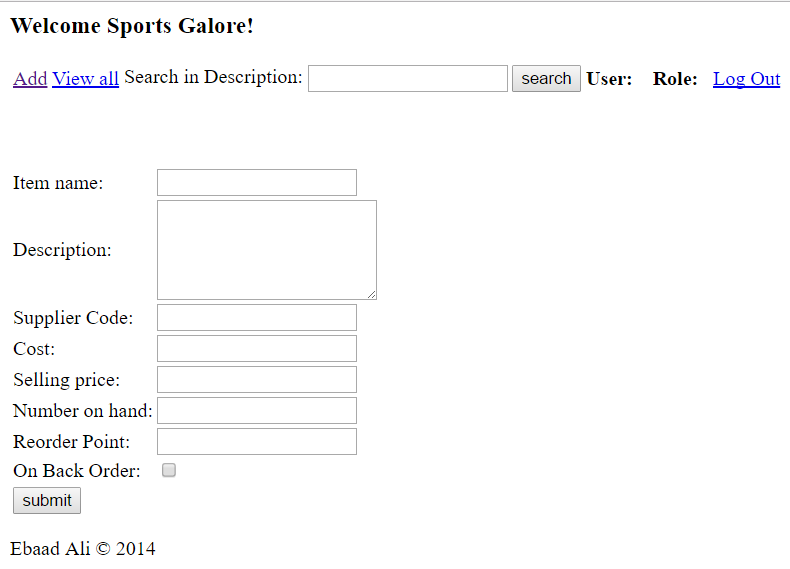 Welcome Sports Galore!
Add View all Search in Description: search User: Role: Log Out
Item name:
Description:
Supplier Code:
Cost:
Selling price:
Number on hand:
Reorder Point:
On Back Order:
submit
Ebaad Ali © 2014